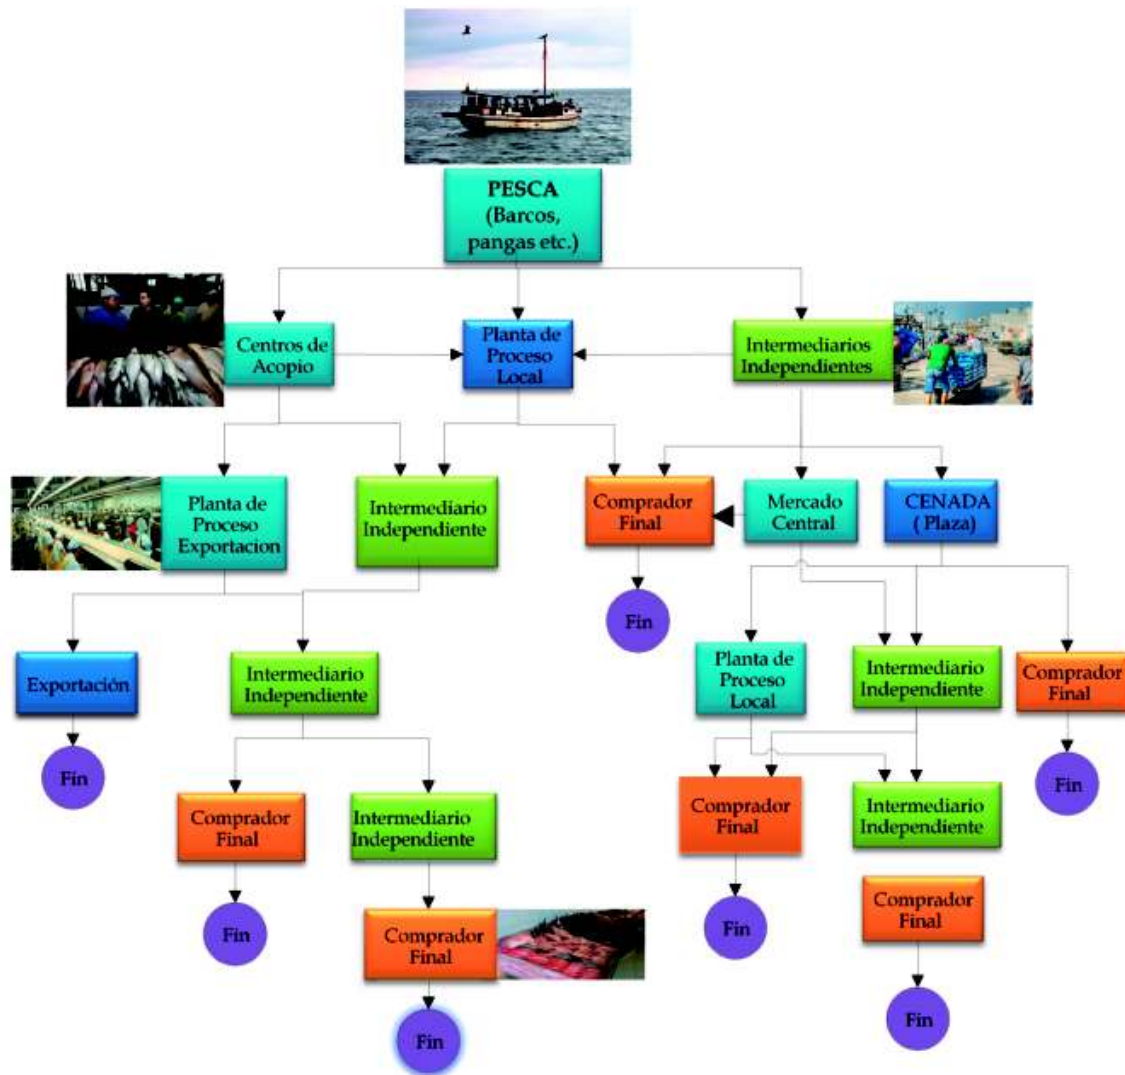 PESCA
(Barcos,
pangas etc.)
Centros de
Acopio
Planta de
Proceso
Local
Intermediarios
Independientes
Planta de
Proceso
Exportacion
Intermediario
Independiente
Comprador
Final
Mercado
Central
CENADA
( Plaza)
Fin
Exportación
Intermediario
Independiente
Planta de
Proceso
Local
Intermediario
Independiente
Comprador
Final
Fin
Fin
Comprador
Final
Intermediario
Independiente
Comprador
Final
Intermediario
Independiente
Fin
Comprador
Final
Fin
Comprador
Final
Fin
Fin